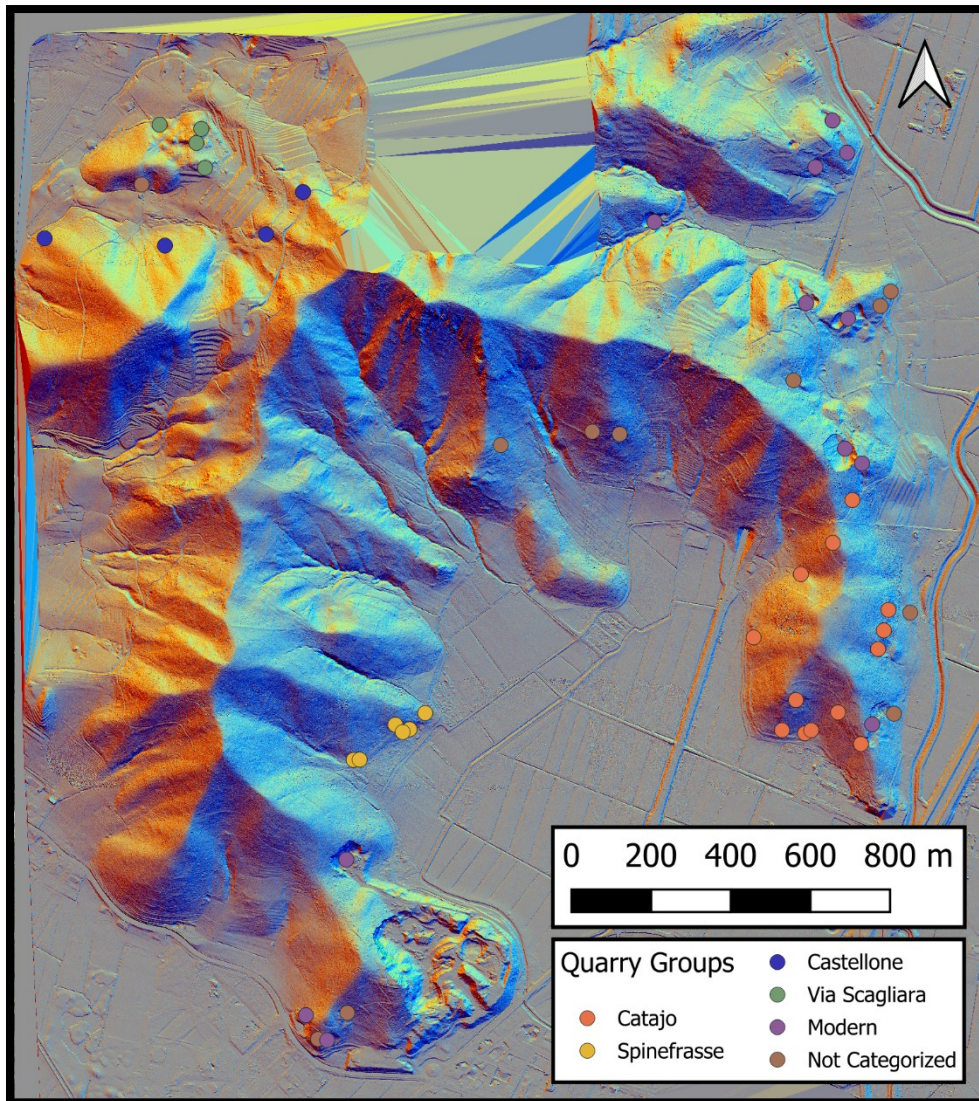 0 200 400 600 800 m
Quarry Groups
Catajo
Spinefrasse
Castellone
Via Scagliara
Modern
Not Categorized